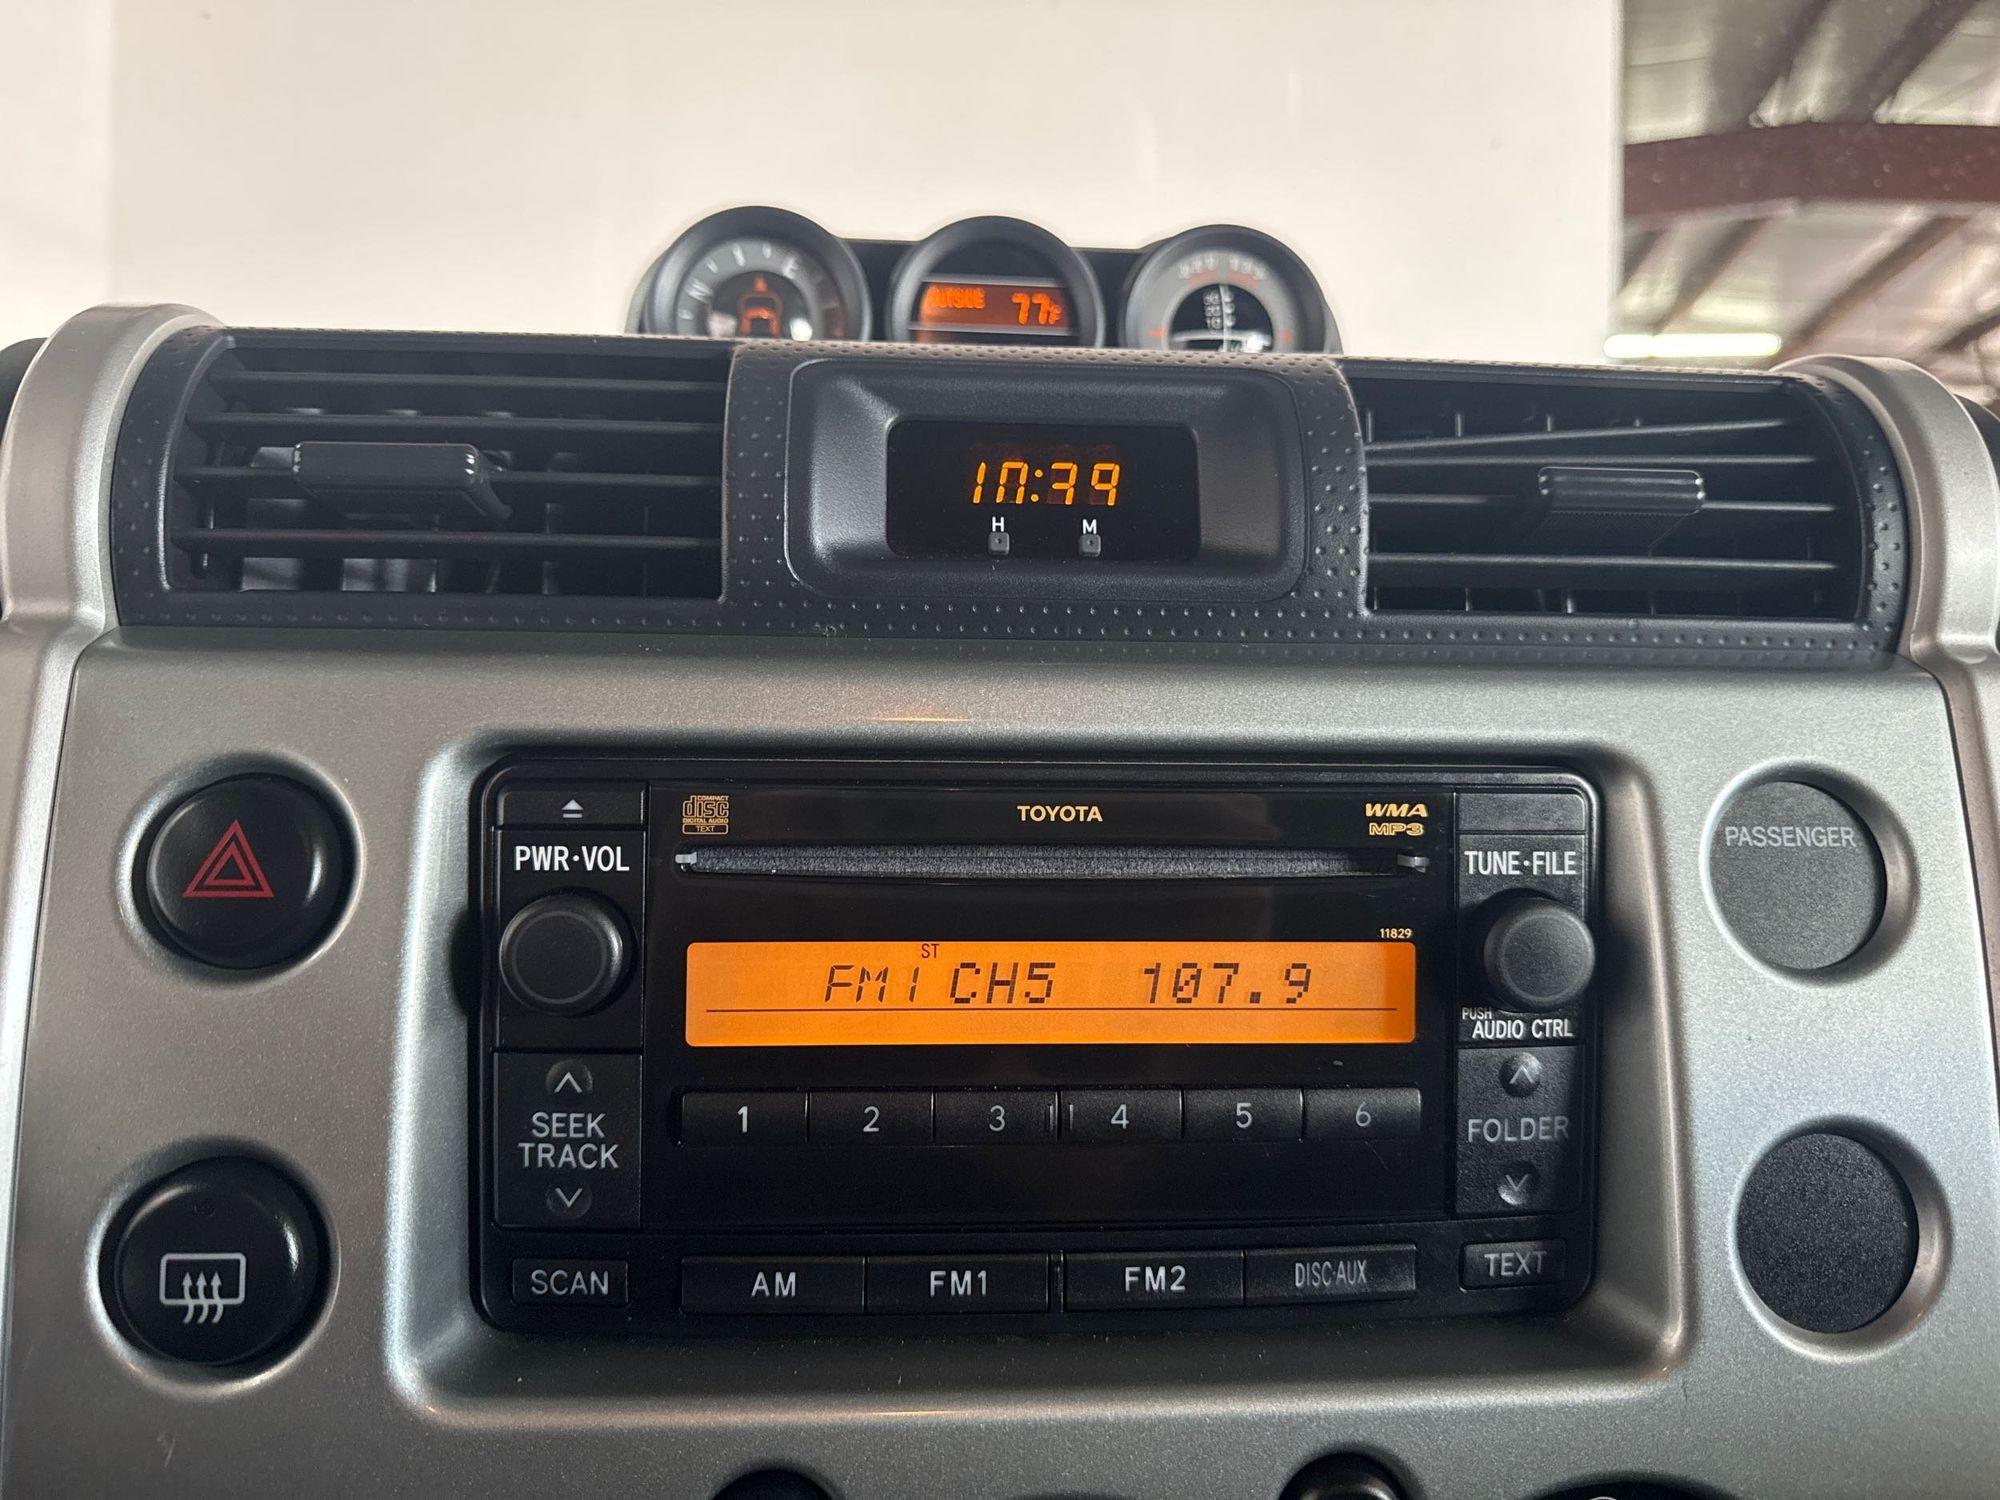 OUTSIDE 77°F
10:39
H M
COMPACT
disc
DIGITAL AUDIO
TEXT
TOYOTA
WMA
MP3
PWR·VOL
TUNE·FILE
PASSENGER
11829
ST
FM1 CH5 107.9
PUSH
AUDIO CTRL
1 2 3 4 5 6
SEEK
TRACK
FOLDER
SCAN
AM FM1 FM2 DISC·AUX
TEXT